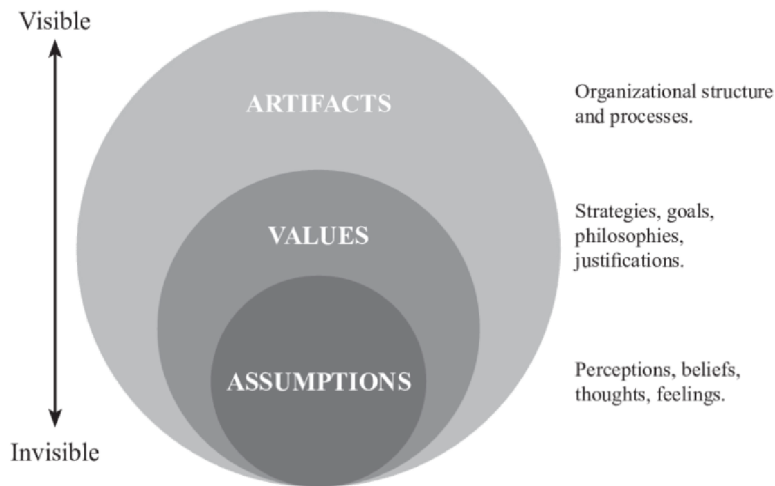 Visible
ARTIFACTS
Organizational structure
and processes.
VALUES
Strategies, goals,
philosophies,
justifications.
ASSUMPTIONS
Perceptions, beliefs,
thoughts, feelings.
Invisible